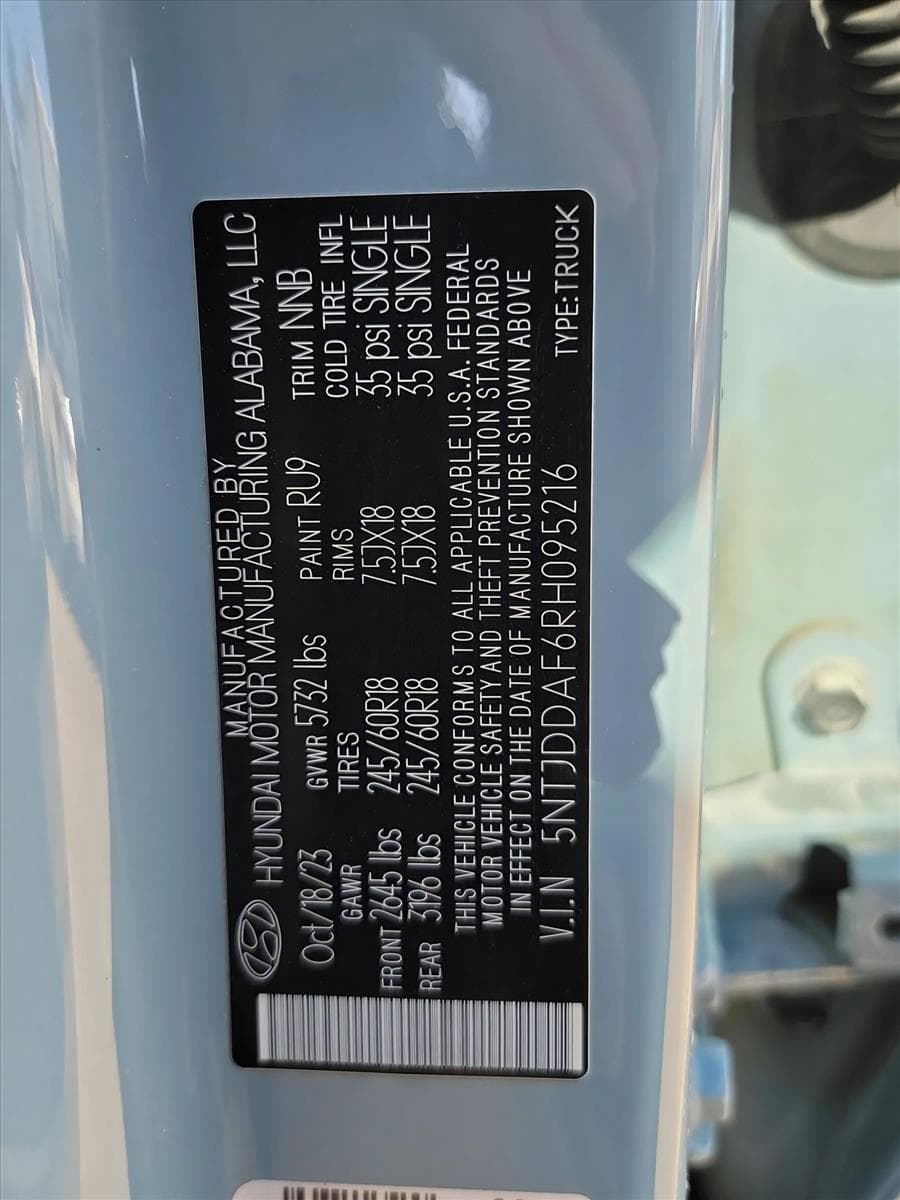 MANUFACTURED BY
HYUNDAI MOTOR MANUFACTURING ALABAMA, LLC
Oct/18/23 GVWR 5732 lbs PAINT RU9 TRIM NNB
GAWR TIRES RIMS COLD TIRE INFL
FRONT 2645 lbs 245/60R18 7.5JX18 35 psi SINGLE
REAR 3196 lbs 245/60R18 7.5JX18 35 psi SINGLE
THIS VEHICLE CONFORMS TO ALL APPLICABLE U.S.A. FEDERAL
MOTOR VEHICLE SAFETY AND THEFT PREVENTION STANDARDS
IN EFFECT ON THE DATE OF MANUFACTURE SHOWN ABOVE
V.I.N 5NTJDDAF6RH095216 TYPE:TRUCK